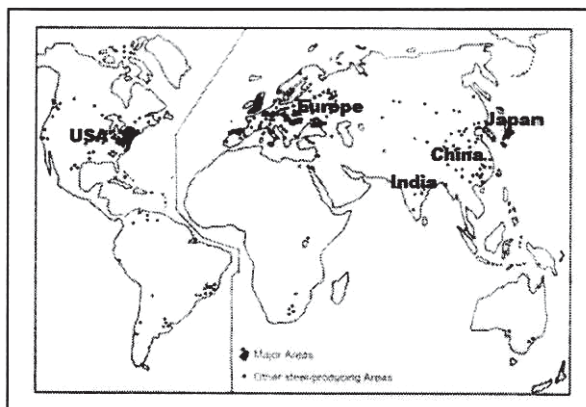 Europe
USA
Japan
China
India
Major Areas
Other steel-producing Areas